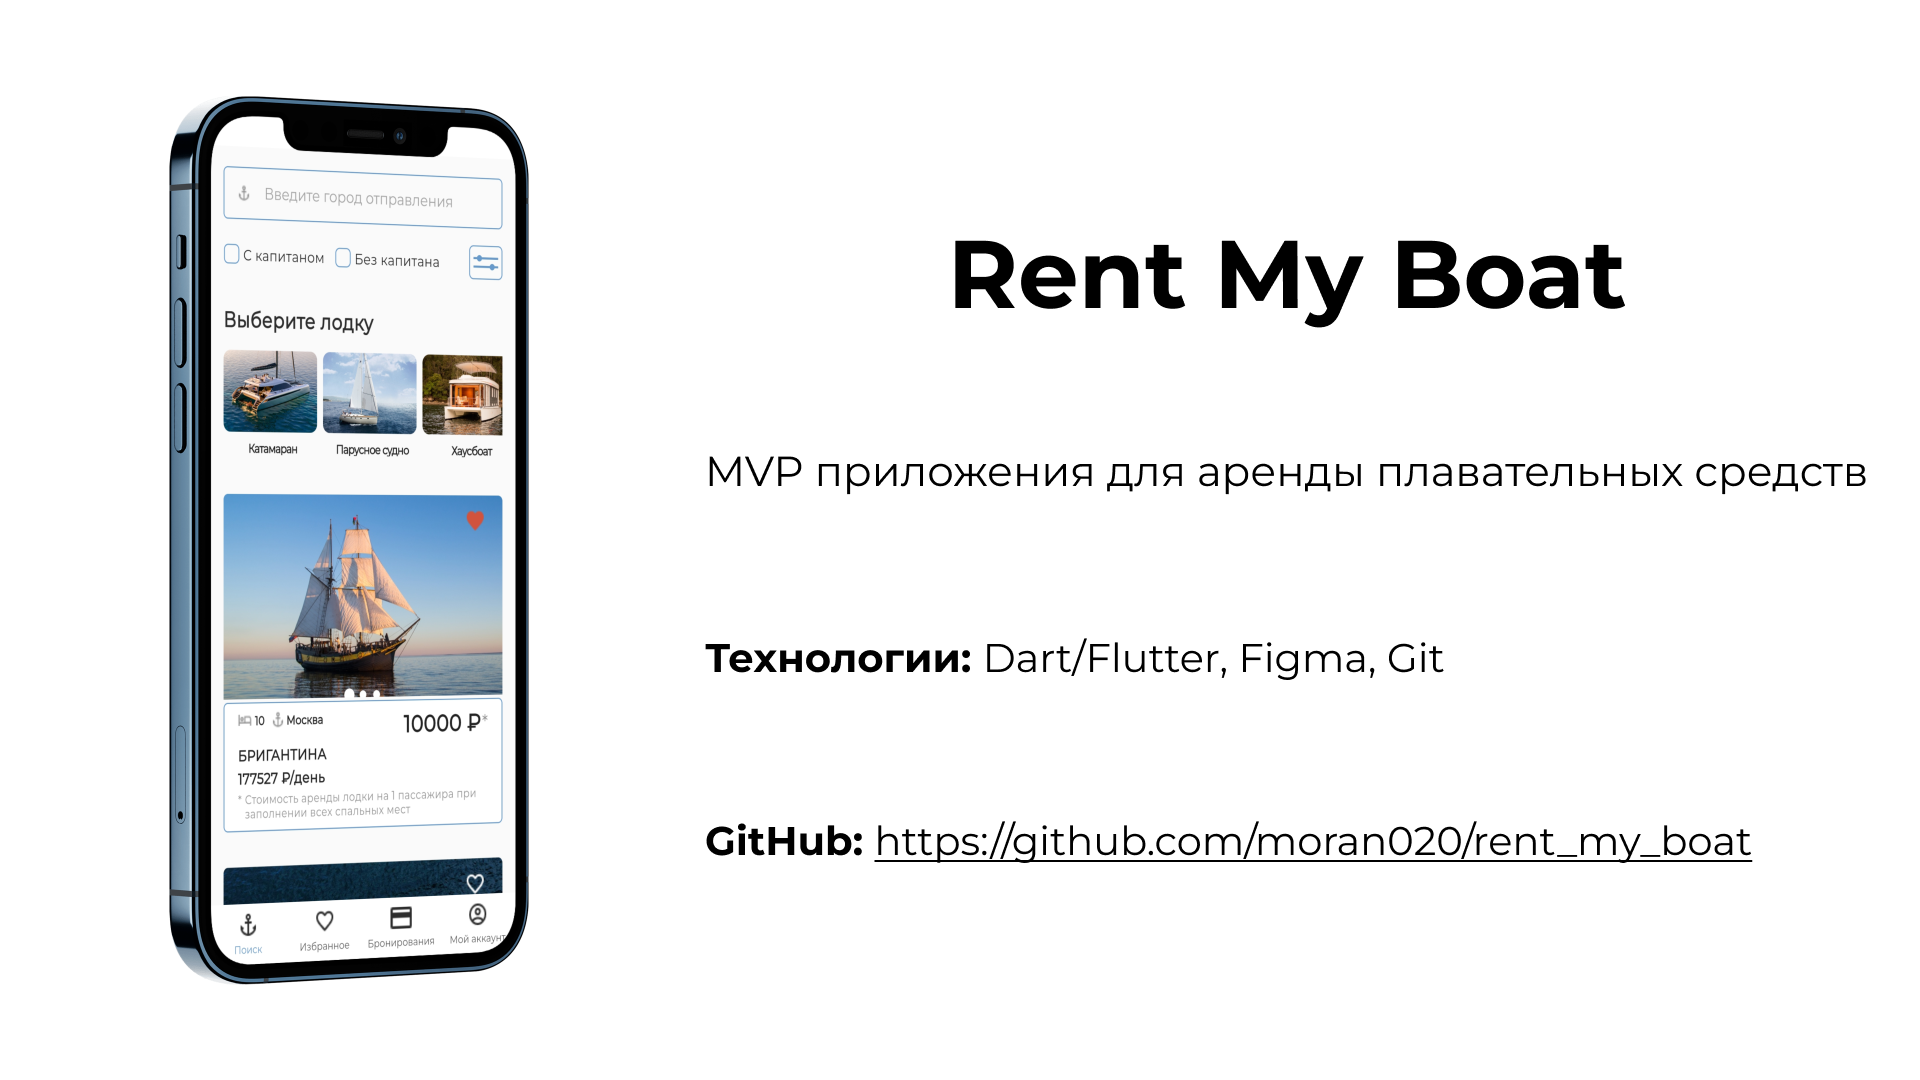 Введите город отправления
С капитаном Без капитана
Выберите лодку
Катамаран Парусное судно Хаусбоат
10 Москва 10000 ₽*
БРИГАНТИНА
177527 ₽/день
* Стоимость аренды лодки на 1 пассажира при
заполнении всех спальных мест
Поиск Избранное Бронирования Мой аккаунт
Rent My Boat
MVP приложения для аренды плавательных средств
Технологии: Dart/Flutter, Figma, Git
GitHub: https://github.com/moran020/rent_my_boat